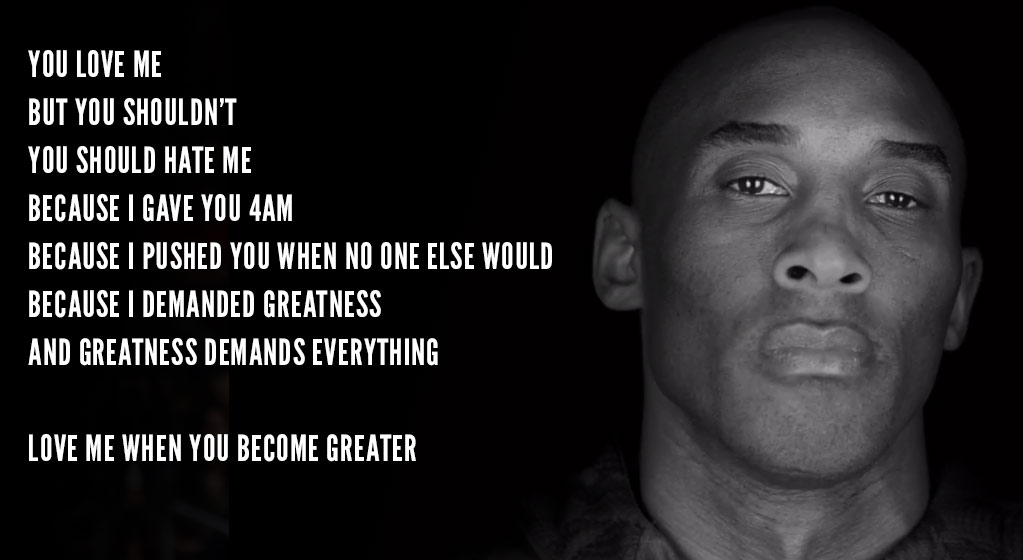 YOU LOVE ME
BUT YOU SHOULDN’T
YOU SHOULD HATE ME
BECAUSE I GAVE YOU 4AM
BECAUSE I PUSHED YOU WHEN NO ONE ELSE WOULD
BECAUSE I DEMANDED GREATNESS
AND GREATNESS DEMANDS EVERYTHING
LOVE ME WHEN YOU BECOME GREATER